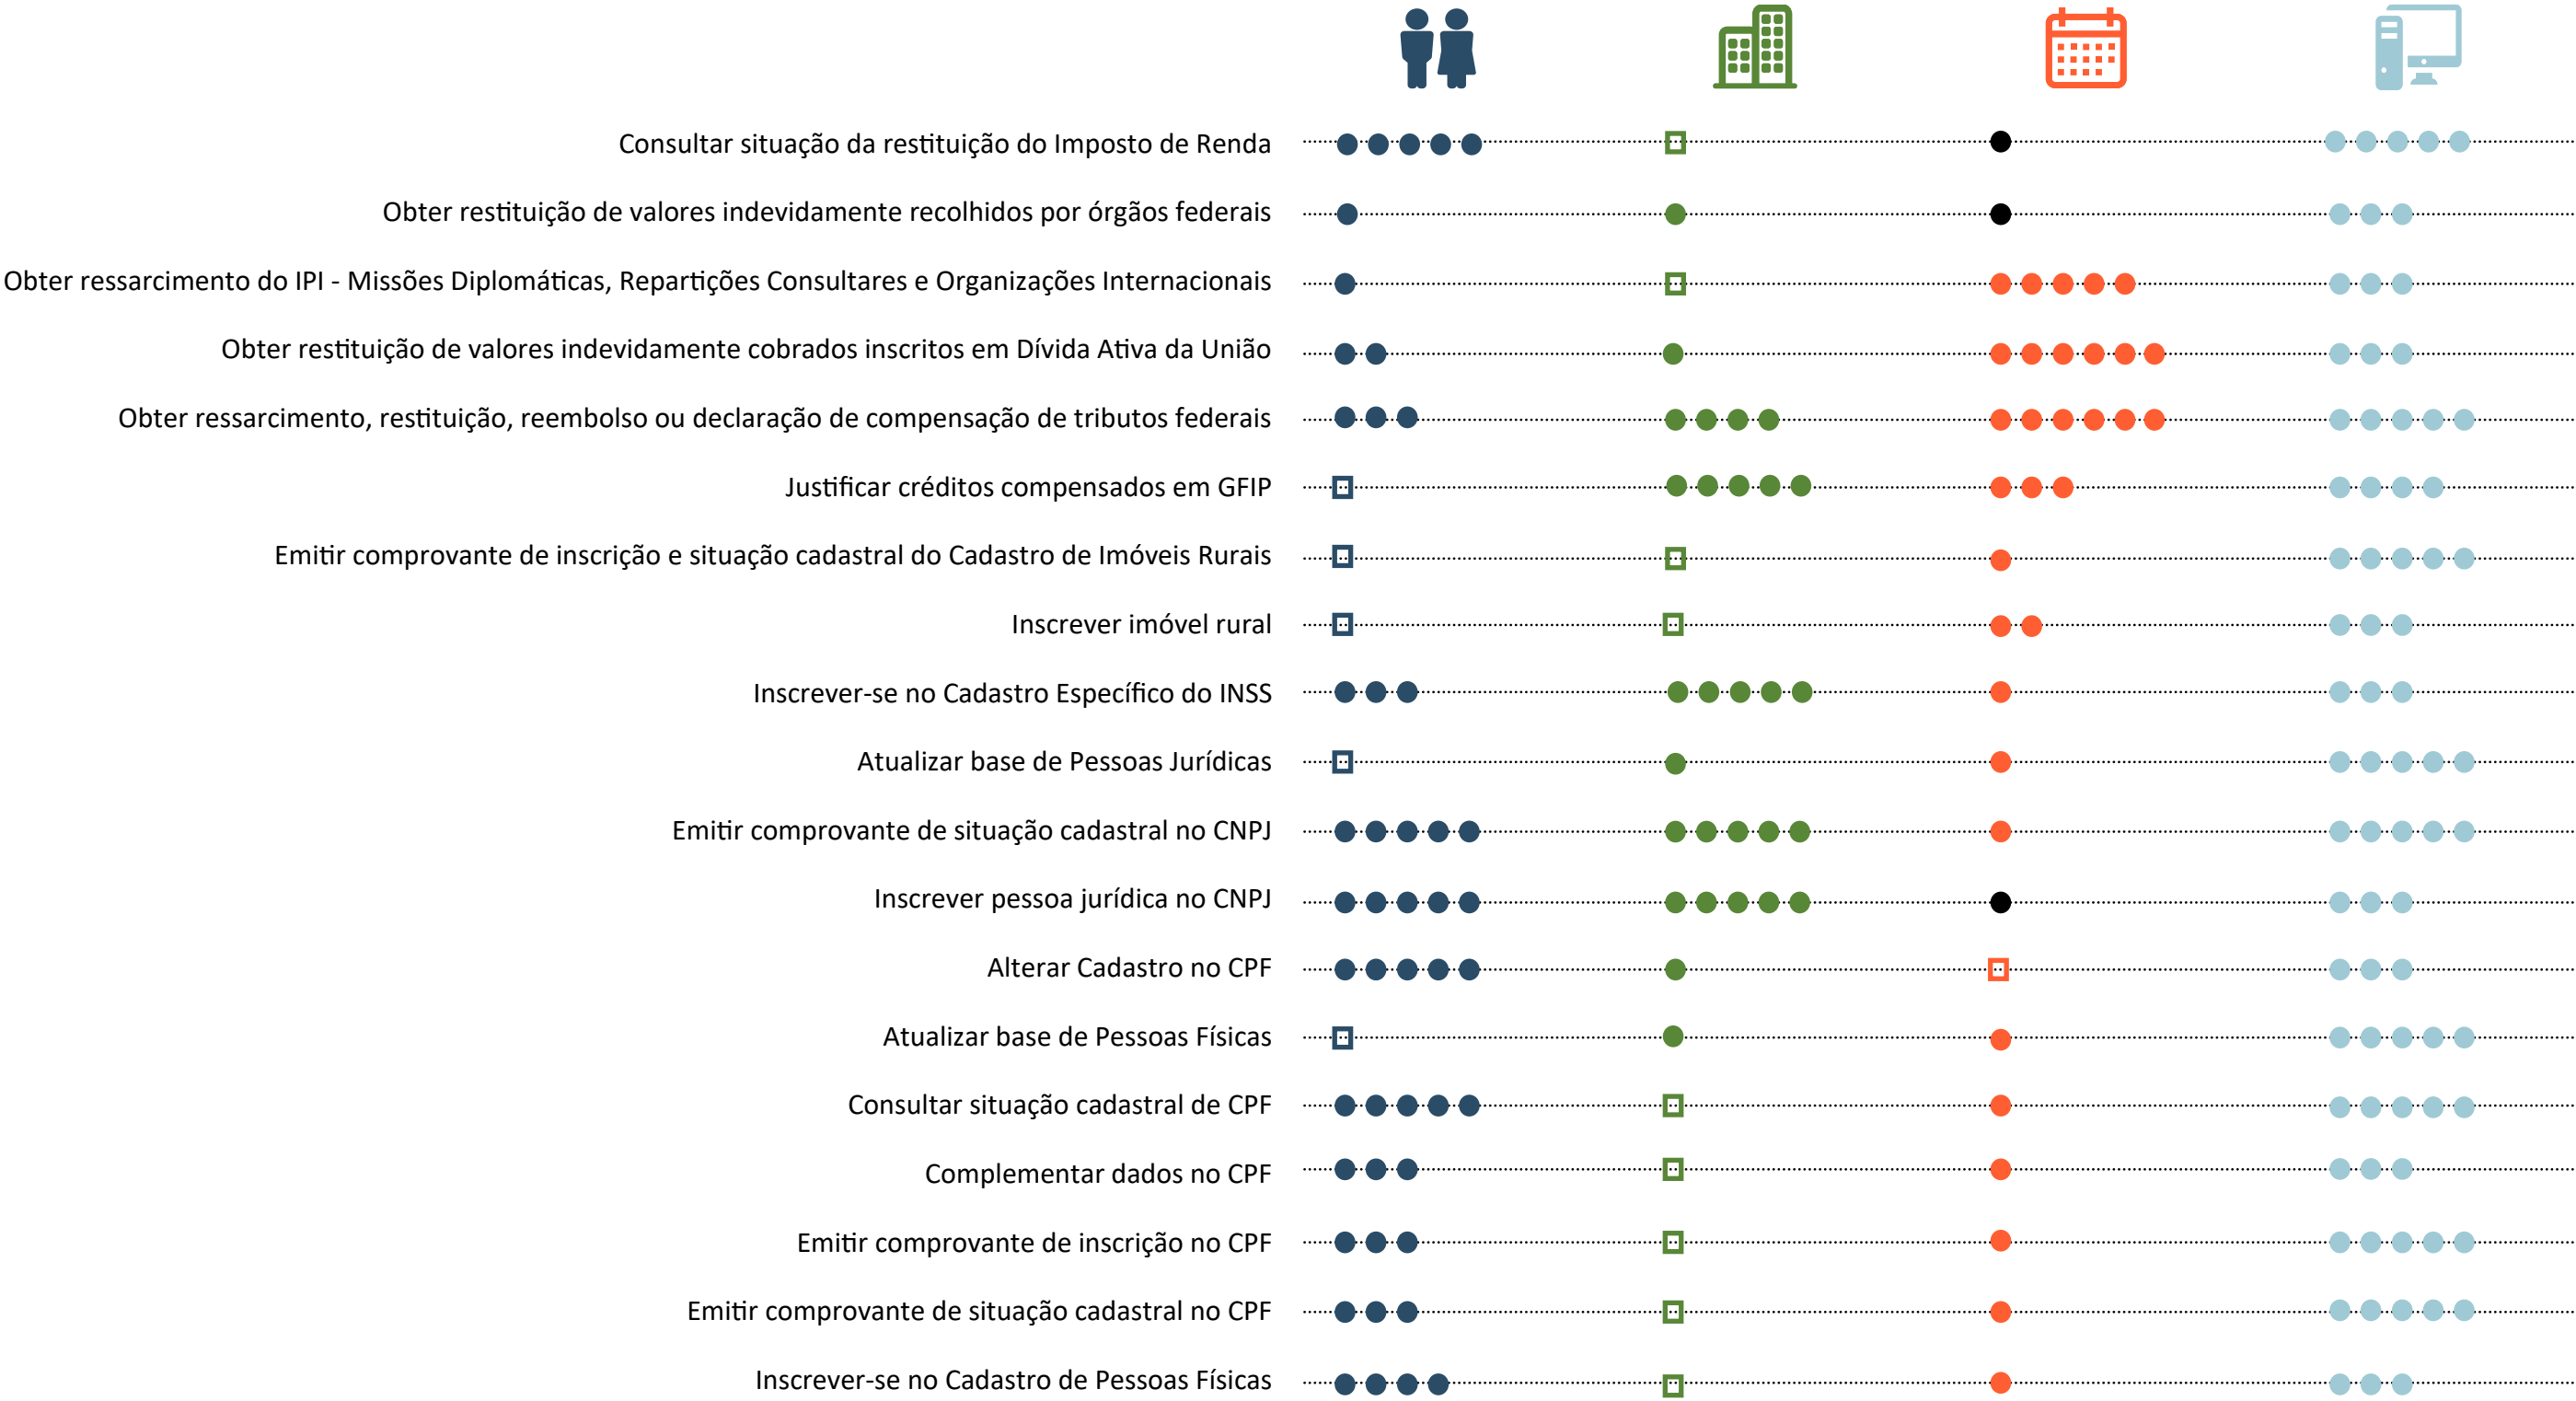 Consultar situação da restituição do Imposto de Renda
Obter restituição de valores indevidamente recolhidos por órgãos federais
Obter ressarcimento do IPI - Missões Diplomáticas, Repartições Consultares e Organizações Internacionais
Obter restituição de valores indevidamente cobrados inscritos em Dívida Ativa da União
Obter ressarcimento, restituição, reembolso ou declaração de compensação de tributos federais
Justificar créditos compensados em GFIP
Emitir comprovante de inscrição e situação cadastral do Cadastro de Imóveis Rurais
Inscrever imóvel rural
Inscrever-se no Cadastro Específico do INSS
Atualizar base de Pessoas Jurídicas
Emitir comprovante de situação cadastral no CNPJ
Inscrever pessoa jurídica no CNPJ
Alterar Cadastro no CPF
Atualizar base de Pessoas Físicas
Consultar situação cadastral de CPF
Complementar dados no CPF
Emitir comprovante de inscrição no CPF
Emitir comprovante de situação cadastral no CPF
Inscrever-se no Cadastro de Pessoas Físicas